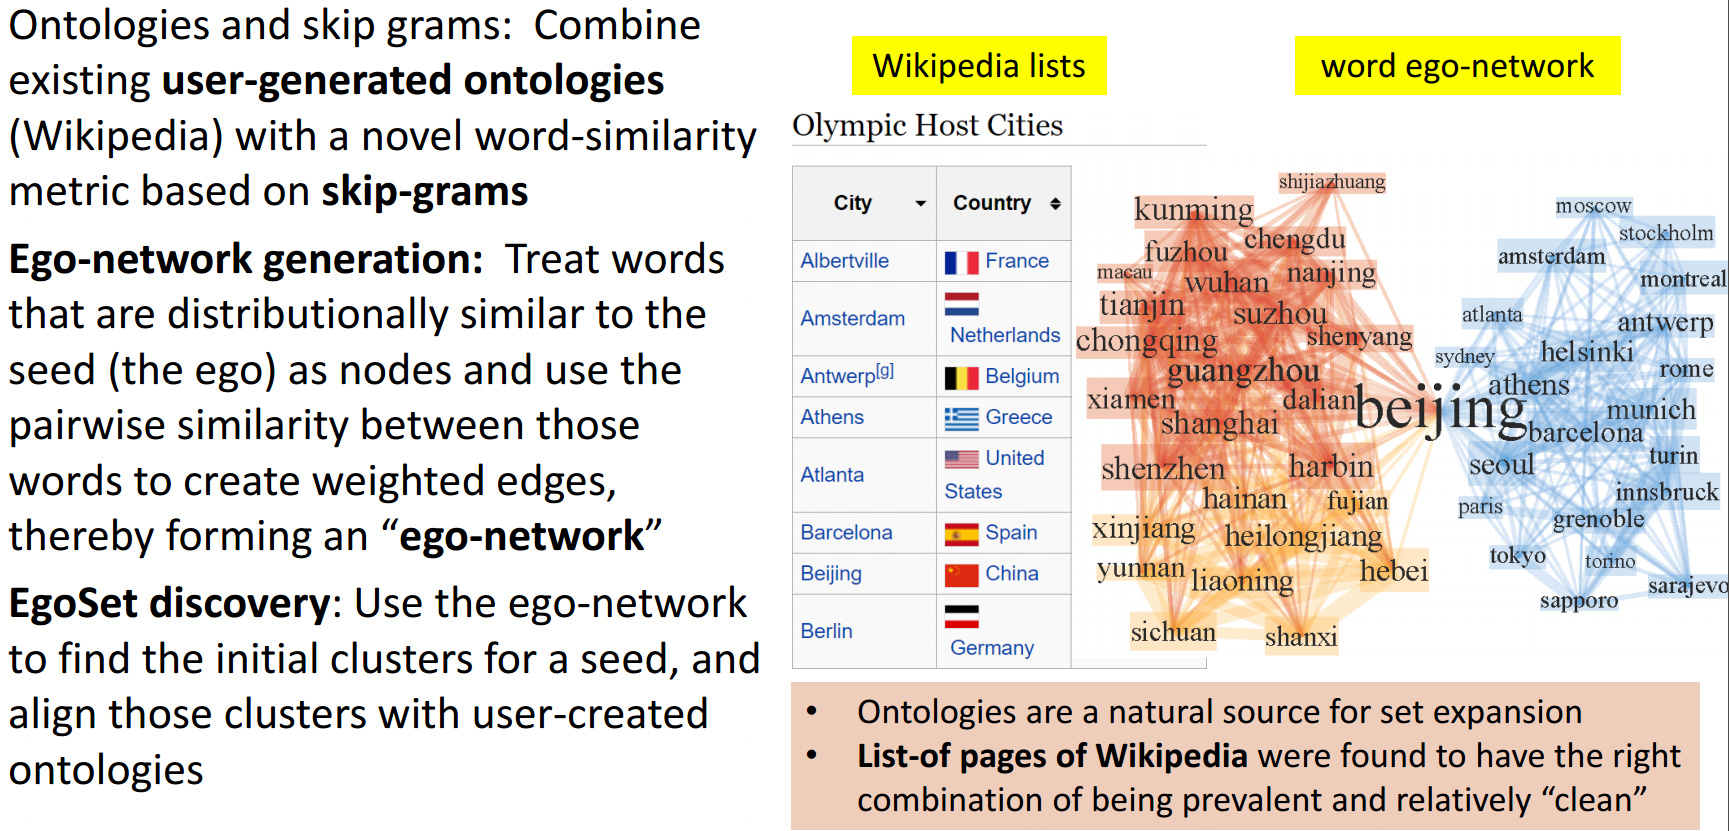 Ontologies and skip grams:  Combine
existing user-generated ontologies
(Wikipedia) with a novel word-similarity
metric based on skip-grams
Ego-network generation:  Treat words
that are distributionally similar to the
seed (the ego) as nodes and use the
pairwise similarity between those
words to create weighted edges,
thereby forming an “ego-network”
EgoSet discovery: Use the ego-network
to find the initial clusters for a seed, and
align those clusters with user-created
ontologies
Wikipedia lists
Olympic Host Cities
City Country
Albertville France
Amsterdam Netherlands
Antwerp[g] Belgium
Athens Greece
Atlanta United
States
Barcelona Spain
Beijing China
Berlin Germany
word ego-network
shijiazhuang
kunming
fuzhou chengdu
macau wuhan nanjing
tianjin suzhou
chongqing shenyang
guangzhou
xiamen dalian
shanghai
shenzhen harbin
hainan fujian
xinjiang heilongjiang
yunnan liaoning hebei
sichuan shanxi
beijing
moscow
stockholm
amsterdam
montreal
atlanta antwerp
sydney helsinki
athens rome
munich
barcelona
seoul turin
innsbruck
paris grenoble
tokyo torino
sapporo sarajevo
• Ontologies are a natural source for set expansion
• List-of pages of Wikipedia were found to have the right
combination of being prevalent and relatively “clean”